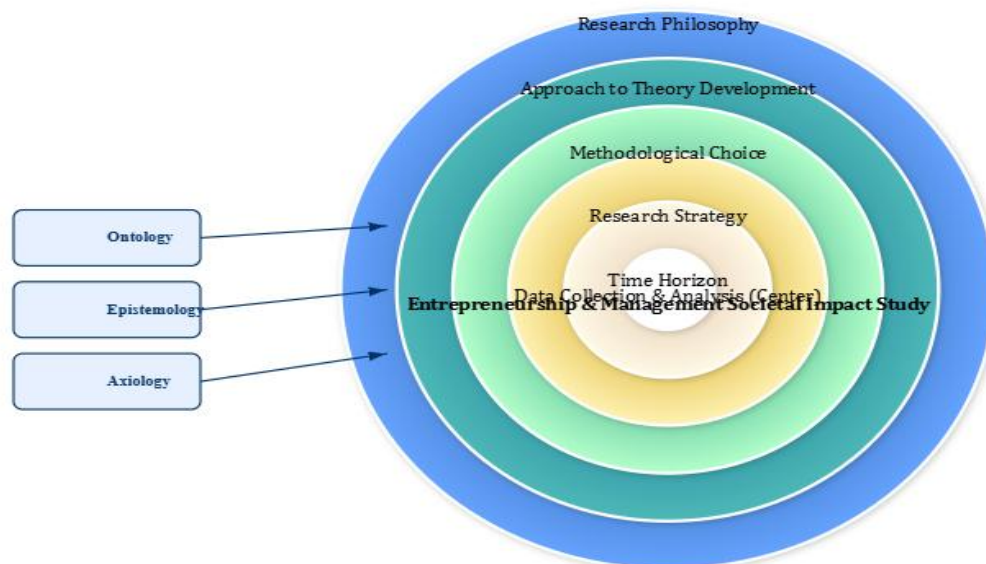 Research Philosophy
Approach to Theory Development
Methodological Choice
Research Strategy
Time Horizon
Data Collection & Analysis (Center)
Entrepreneurship & Management Societal Impact Study
Ontology
Epistemology
Axiology